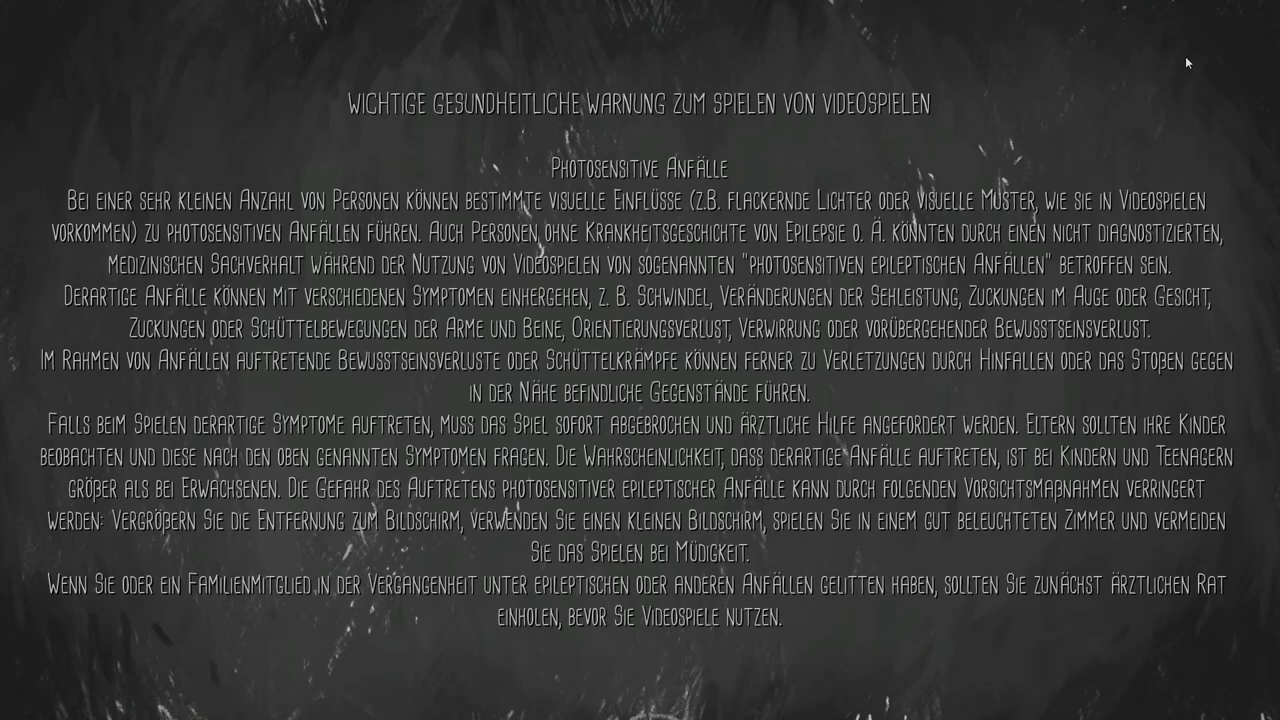 WICHTIGE GESUNDHEITLICHE WARNUNG ZUM SPIELEN VON VIDEOSPIELEN
Photosensitive Anfälle
Bei einer sehr kleinen Anzahl von Personen können bestimmte visuelle Einflüsse (z.B. flackernde Lichter oder visuelle Muster, wie sie in Videospielen
vorkommen) zu photosensitiven Anfällen führen. Auch Personen ohne Krankheitsgeschichte von Epilepsie o. Ä. könnten durch einen nicht diagnostizierten,
medizinischen Sachverhalt während der Nutzung von Videospielen von sogenannten "photosensitiven epileptischen Anfällen" betroffen sein.
Derartige Anfälle können mit verschiedenen Symptomen einhergehen, z. B. Schwindel, Veränderungen der Sehleistung, Zuckungen im Auge oder Gesicht,
Zuckungen oder Schüttelbewegungen der Arme und Beine, Orientierungsverlust, Verwirrung oder vorübergehender Bewusstseinsverlust.
Im Rahmen von Anfällen auftretende Bewusstseinsverluste oder Schüttelkrämpfe können ferner zu Verletzungen durch Hinfallen oder das Stoßen gegen
in der Nähe befindliche Gegenstände führen.
Falls beim Spielen derartige Symptome auftreten, muss das Spiel sofort abgebrochen und ärztliche Hilfe angefordert werden. Eltern sollten ihre Kinder
beobachten und diese nach den oben genannten Symptomen fragen. Die Wahrscheinlichkeit, dass derartige Anfälle auftreten, ist bei Kindern und Teenagern
größer als bei Erwachsenen. Die Gefahr des Auftretens photosensitiver epileptischer Anfälle kann durch folgenden Vorsichtsmaßnahmen verringert
werden: Vergrößern Sie die Entfernung zum Bildschirm, verwenden Sie einen kleinen Bildschirm, spielen Sie in einem gut beleuchteten Zimmer und vermeiden
Sie das Spielen bei Müdigkeit.
Wenn Sie oder ein Familienmitglied in der Vergangenheit unter epileptischen oder anderen Anfällen gelitten haben, sollten Sie zunächst ärztlichen Rat
einholen, bevor Sie Videospiele nutzen.